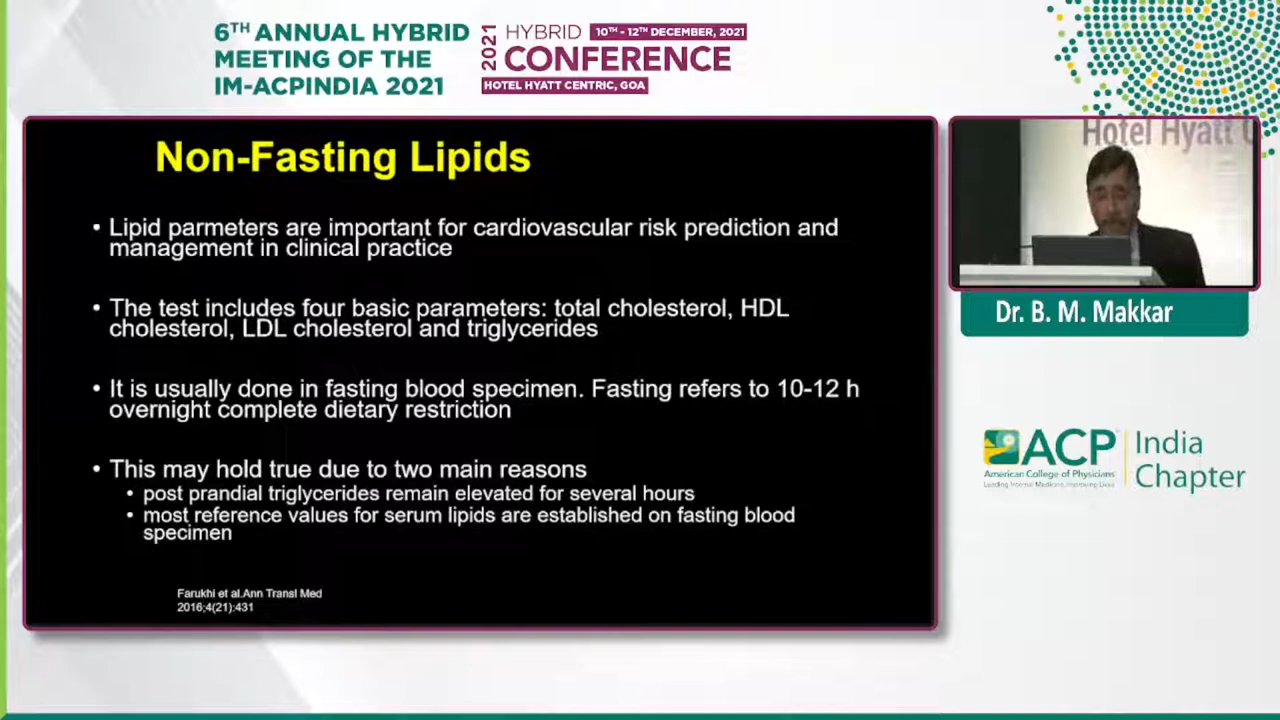 6TH ANNUAL HYBRID
MEETING OF THE
IM-ACPINDIA 2021
2021
HYBRID 10TH - 12TH DECEMBER, 2021
CONFERENCE
HOTEL HYATT CENTRIC, GOA
Non-Fasting Lipids
• Lipid parmeters are important for cardiovascular risk prediction and
management in clinical practice
• The test includes four basic parameters: total cholesterol, HDL
cholesterol, LDL cholesterol and triglycerides
• It is usually done in fasting blood specimen. Fasting refers to 10-12 h
overnight complete dietary restriction
• This may hold true due to two main reasons
• post prandial triglycerides remain elevated for several hours
• most reference values for serum lipids are established on fasting blood
specimen
Farukhi et al.Ann Transl Med
2016;4(21):431
Hotel Hyatt C
Dr. B. M. Makkar
ACP
American College of Physicians
Leading Internal Medicine, Improving Lives
India
Chapter